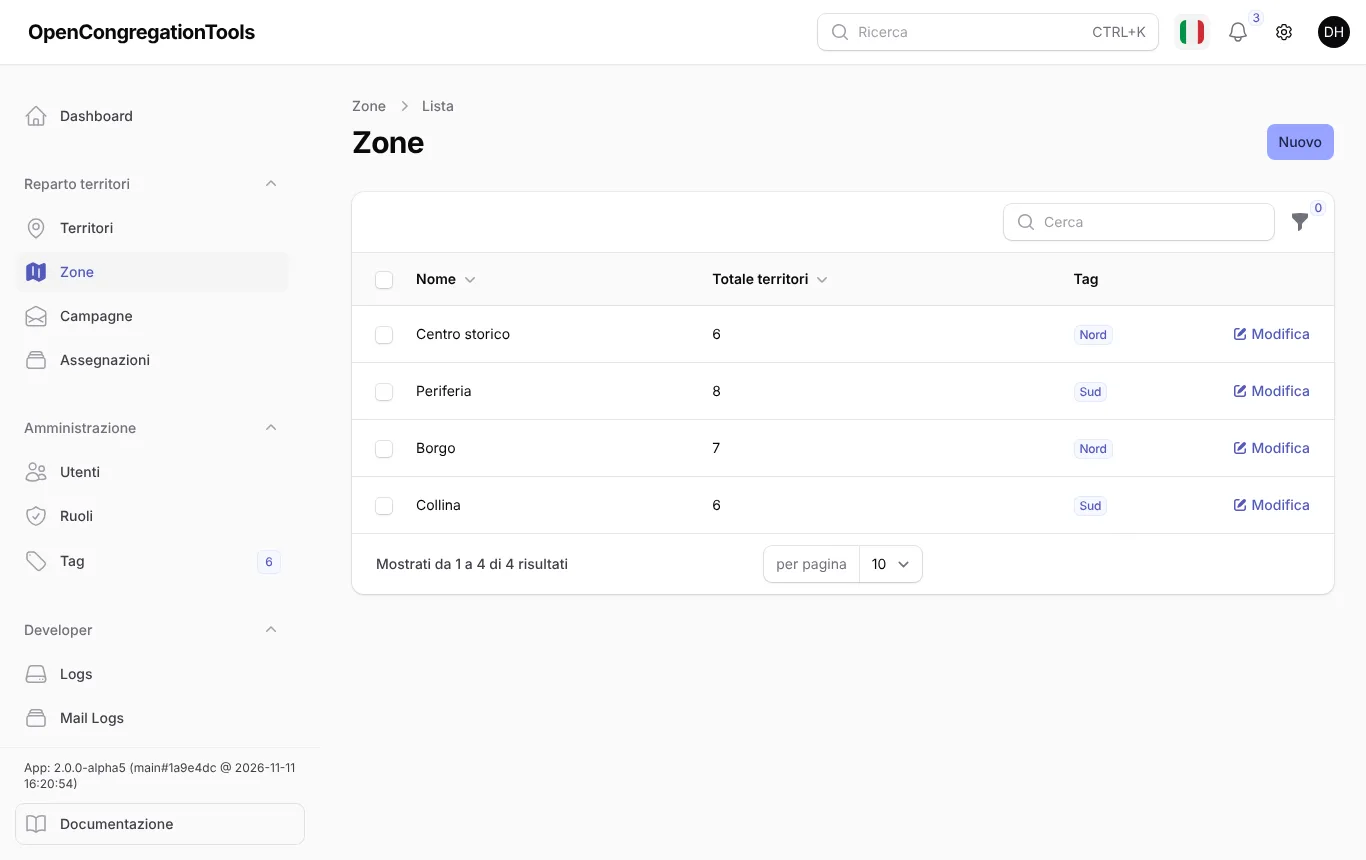 OpenCongregationTools
Ricerca CTRL+K
3
DH
Dashboard
Reparto territori
Territori
Zone
Campagne
Assegnazioni
Amministrazione
Utenti
Ruoli
Tag 6
Developer
Logs
Mail Logs
App: 2.0.0-alpha5 (main#1a9e4dc @ 2026-11-11
16:20:54)
Documentazione
Zone Lista
Zone
Nuovo
Cerca
0
Nome Totale territori Tag
Centro storico 6 Nord Modifica
Periferia 8 Sud Modifica
Borgo 7 Nord Modifica
Collina 6 Sud Modifica
Mostrati da 1 a 4 di 4 risultati per pagina 10